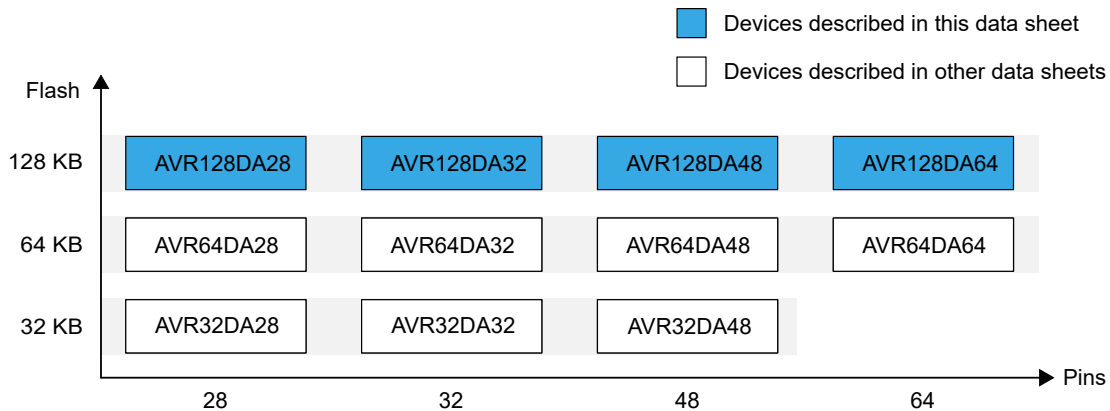 Devices described in this data sheet
Devices described in other data sheets
Flash
128 KB
AVR128DA28
AVR128DA32
AVR128DA48
AVR128DA64
64 KB
AVR64DA28
AVR64DA32
AVR64DA48
AVR64DA64
32 KB
AVR32DA28
AVR32DA32
AVR32DA48
Pins
28
32
48
64